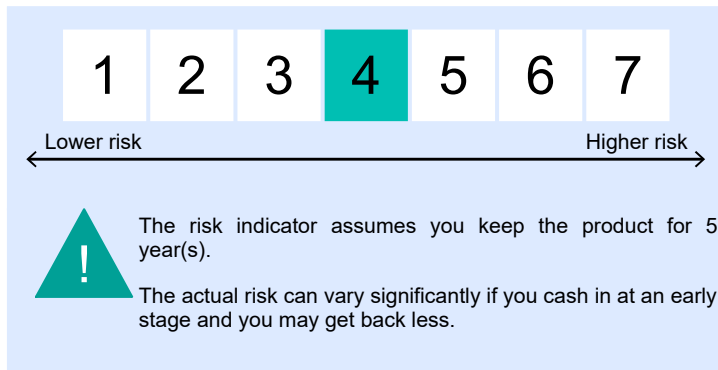 1 2 3 4 5 6 7
Lower risk Higher risk
!
The risk indicator assumes you keep the product for 5
year(s).
The actual risk can vary significantly if you cash in at an early
stage and you may get back less.